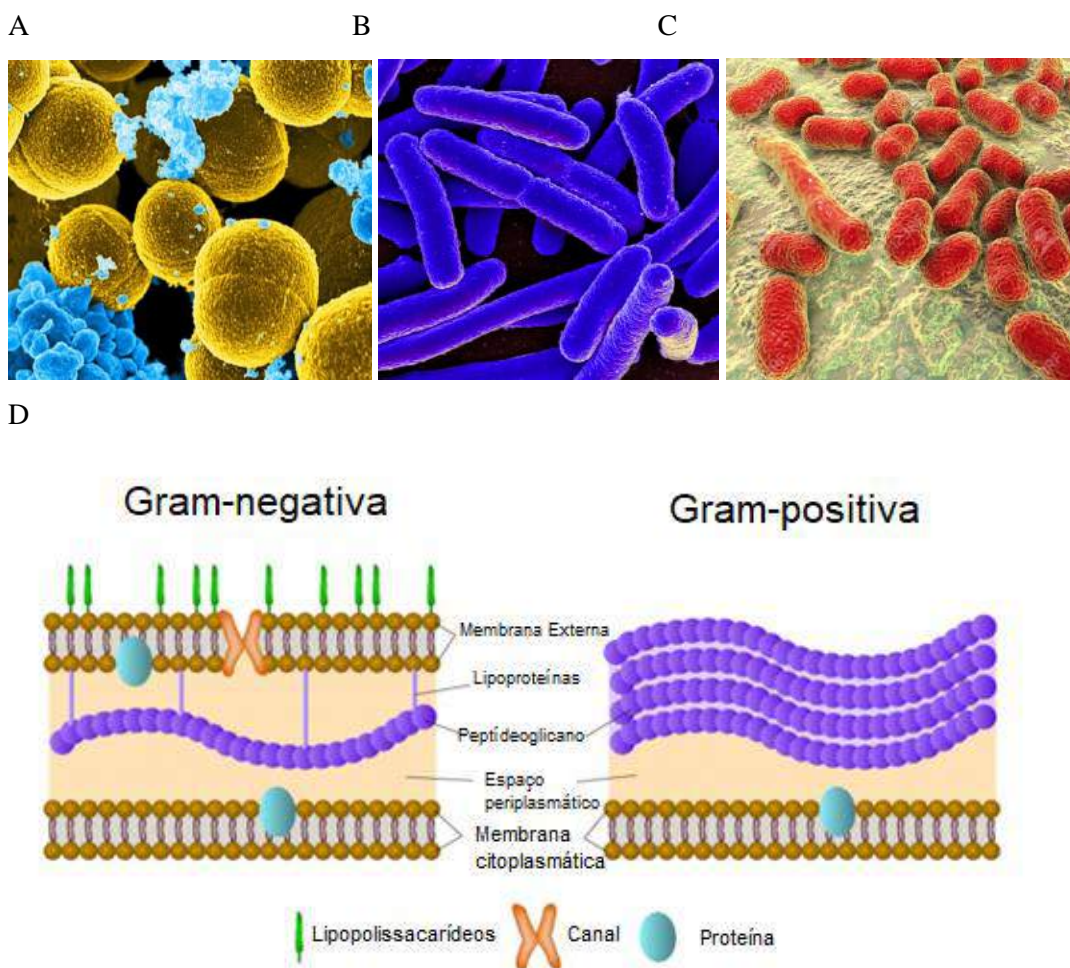 A B C
D
Gram-negativa Gram-positiva
Membrana Externa
Lipoproteínas
Peptídeoglicano
Espaço
periplasmático
Membrana
citoplasmática
Lipopolissacarídeos Canal Proteína